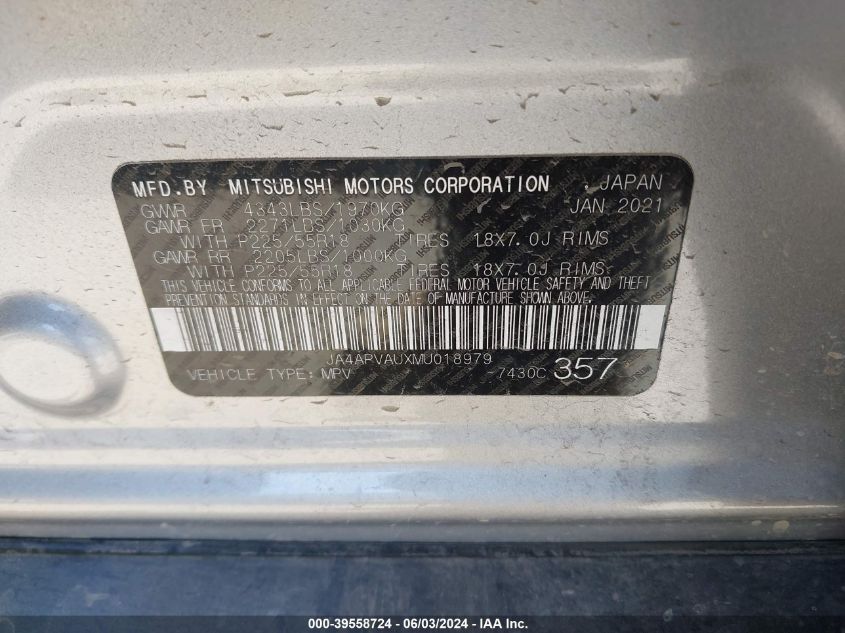 MFD.BY MITSUBISHI MOTORS CORPORATION JAPAN
GVWR 4343LBS/1970KG JAN 2021
GAWR FR 2271LBS/1030KG
WITH P225/55R18 TIRES 18X7.0J RIMS
GAWR RR 2205LBS/1000KG
WITH P225/55R18 TIRES 18X7.0J RIMS
THIS VEHICLE CONFORMS TO ALL APPLICABLE FEDERAL MOTOR VEHICLE SAFETY AND THEFT
PREVENTION STANDARDS IN EFFECT ON THE DATE OF MANUFACTURE SHOWN ABOVE.
JA4APVAUXMU018979
VEHICLE TYPE: MPV 7430C 357
000-39558724 - 06/03/2024 - IAA Inc.